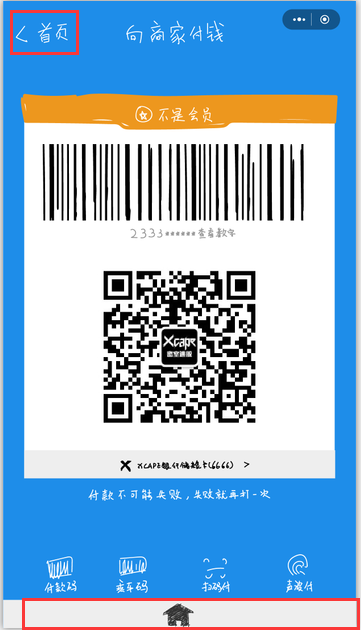 < 首页
向商家付钱
不是会员
2333******查看数字
Xcape
密室逃脱
XCAPE银行储蓄卡(6666) >
付款不可能失败，失败就再扫一次
付款码 乘车码 扫码付 声波付